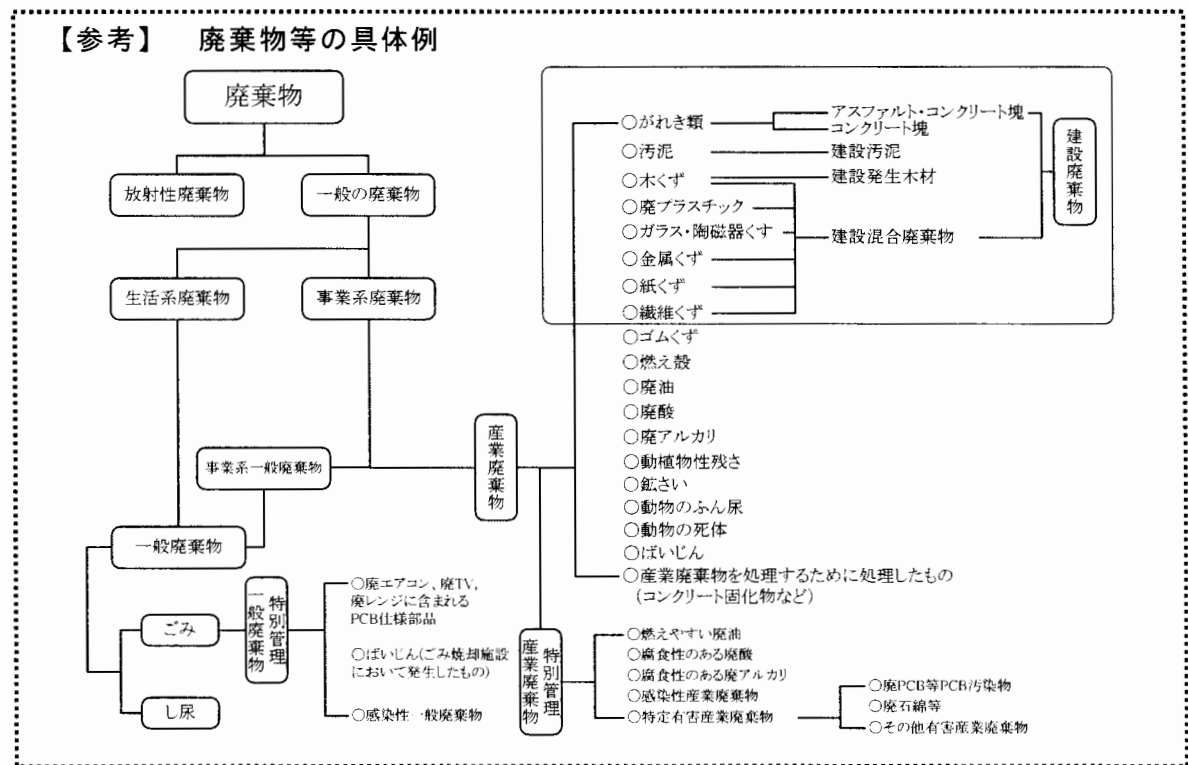 【参考】 廃棄物等の具体例
廃棄物
放射性廃棄物
一般の廃棄物
生活系廃棄物
事業系廃棄物
事業系一般廃棄物
一般廃棄物
ごみ
し尿
特別管理
一般廃棄物
○廃エアコン、廃TV,
廃レンジに含まれる
PCB仕様部品
○ばいじん(ごみ焼却施設
において発生したもの)
○感染性一般廃棄物
産業廃棄物
○がれき類
アスファルト・コンクリート塊
コンクリート塊
○汚泥
建設汚泥
○木くず
建設発生木材
○廃プラスチック
○ガラス・陶磁器くす
建設混合廃棄物
○金属くず
○紙くず
○繊維くず
建設廃棄物
○ゴムくず
○燃え殻
○廃油
○廃酸
○廃アルカリ
○動植物性残さ
○鉱さい
○動物のふん尿
○動物の死体
○ばいじん
○産業廃棄物を処理するために処理したもの
(コンクリート固化物など)
特別管理
産業廃棄物
○燃えやすい廃油
○腐食性のある廃酸
○腐食性のある廃アルカリ
○感染性産業廃棄物
○特定有害産業廃棄物
○廃PCB等PCB汚染物
○廃石綿等
○その他有害産業廃棄物